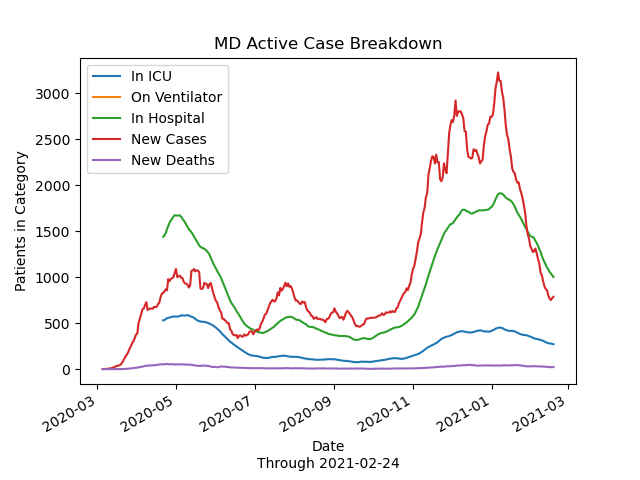 MD Active Case Breakdown
In ICU
On Ventilator
In Hospital
New Cases
New Deaths
Patients in Category
3000
2500
2000
1500
1000
500
0
2020-03
2020-05
2020-07
2020-09
2020-11
2021-01
2021-03
Date
Through 2021-02-24